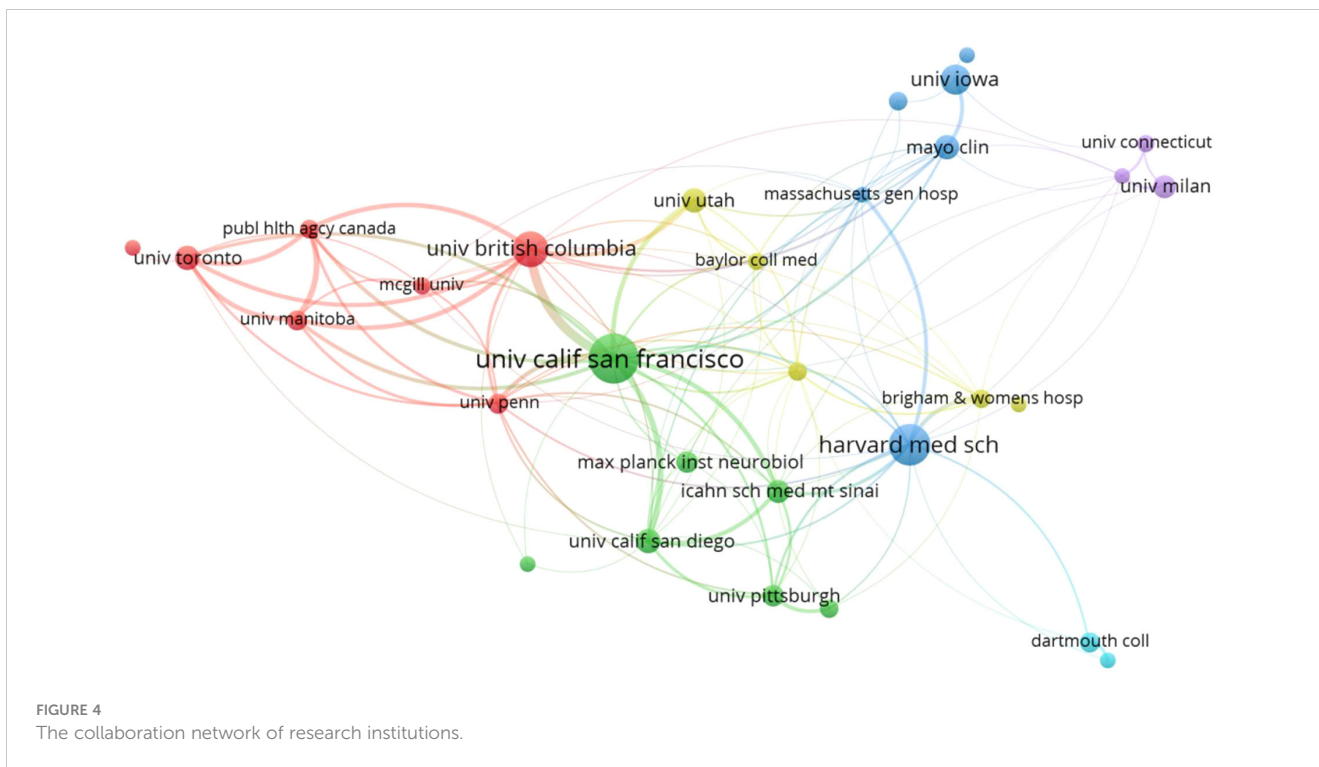 univ iowa
univ connecticut
mayo clin
univ milan
massachusetts gen hosp
univ utah
publ hlth agcy canada
univ british columbia
univ toronto
baylor coll med
mcgill univ
univ manitoba
univ calif san francisco
univ penn
brigham & womens hosp
harvard med sch
max planck inst neurobiol
icahn sch med mt sinai
univ calif san diego
univ pittsburgh
dartmouth coll
FIGURE 4
The collaboration network of research institutions.